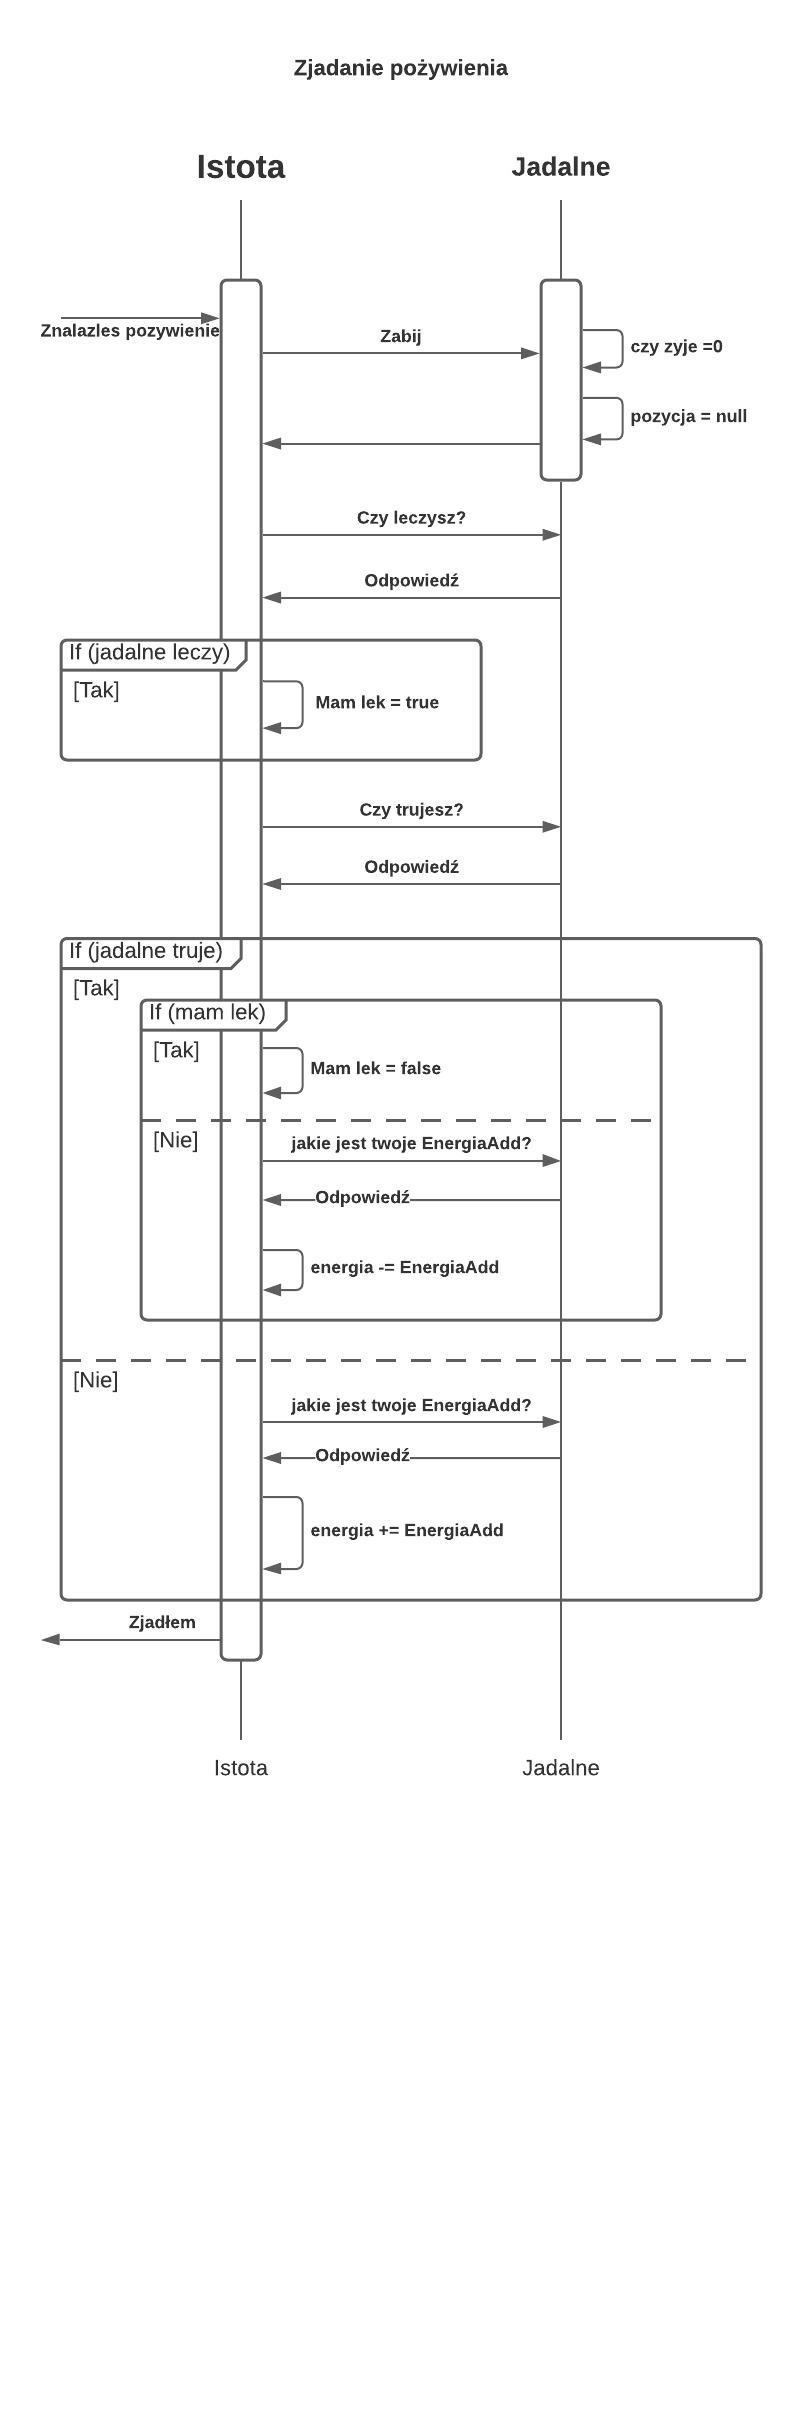 Zjadanie pożywienia
Istota
Jadalne
Znalazles pozywienie
Zabij
czy zyje =0
pozycja = null
Czy leczysz?
Odpowiedź
If (jadalne leczy)
[Tak]
Mam lek = true
Czy trujesz?
Odpowiedź
If (jadalne truje)
[Tak]
If (mam lek)
[Tak]
Mam lek = false
[Nie]
jakie jest twoje EnergiaAdd?
Odpowiedź
energia -= EnergiaAdd
[Nie]
jakie jest twoje EnergiaAdd?
Odpowiedź
energia += EnergiaAdd
Zjadłem
Istota
Jadalne